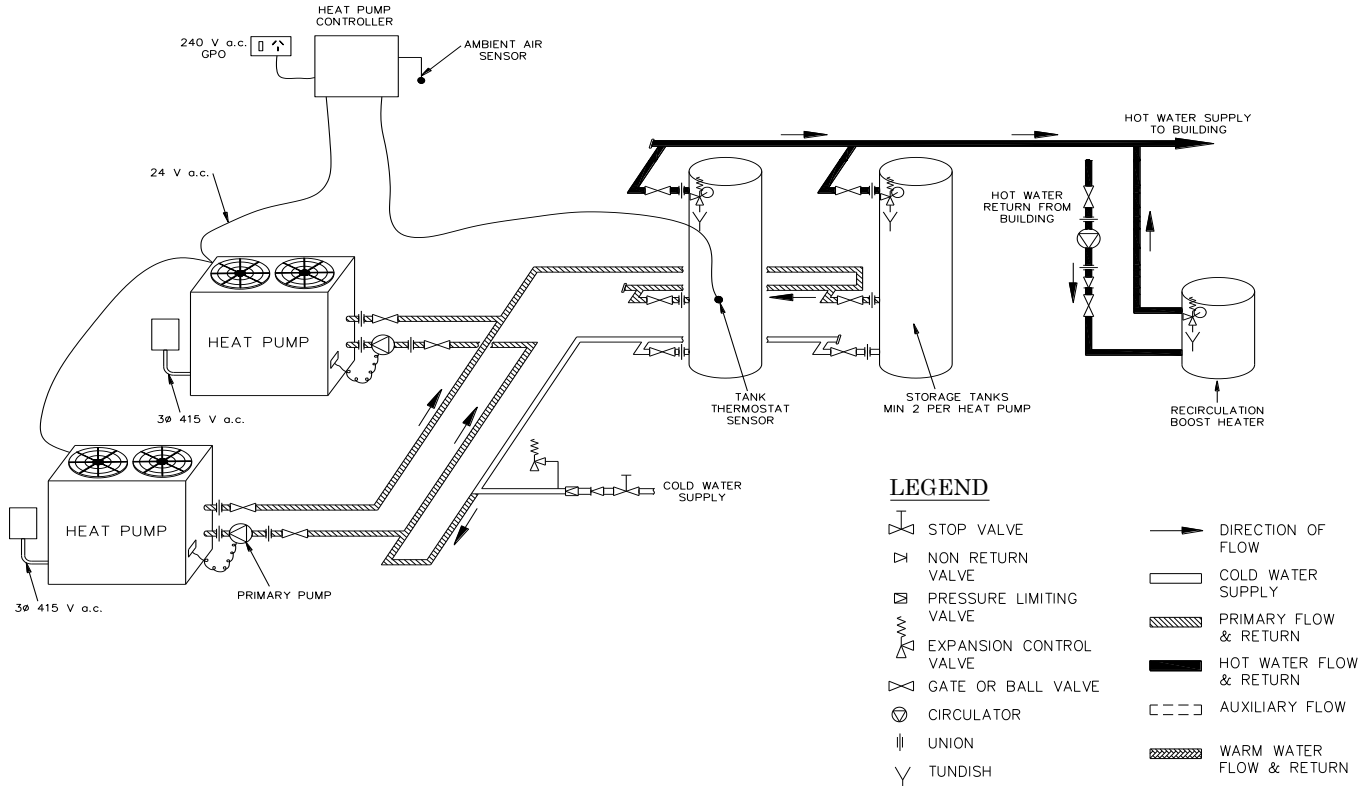 HEAT PUMP
CONTROLLER
240 V a.c.
GPO
AMBIENT AIR
SENSOR
24 V a.c.
HOT WATER SUPPLY
TO BUILDING
HOT WATER
RETURN FROM
BUILDING
HEAT PUMP
3ø 415 V a.c.
TANK
THERMOSTAT
SENSOR
STORAGE TANKS
MIN 2 PER HEAT PUMP
RECIRCULATION
BOOST HEATER
HEAT PUMP
3ø 415 V a.c.
PRIMARY PUMP
COLD WATER
SUPPLY
LEGEND
STOP VALVE
NON RETURN
VALVE
PRESSURE LIMITING
VALVE
EXPANSION CONTROL
VALVE
GATE OR BALL VALVE
CIRCULATOR
UNION
TUNDISH
DIRECTION OF
FLOW
COLD WATER
SUPPLY
PRIMARY FLOW
& RETURN
HOT WATER FLOW
& RETURN
AUXILIARY FLOW
WARM WATER
FLOW & RETURN